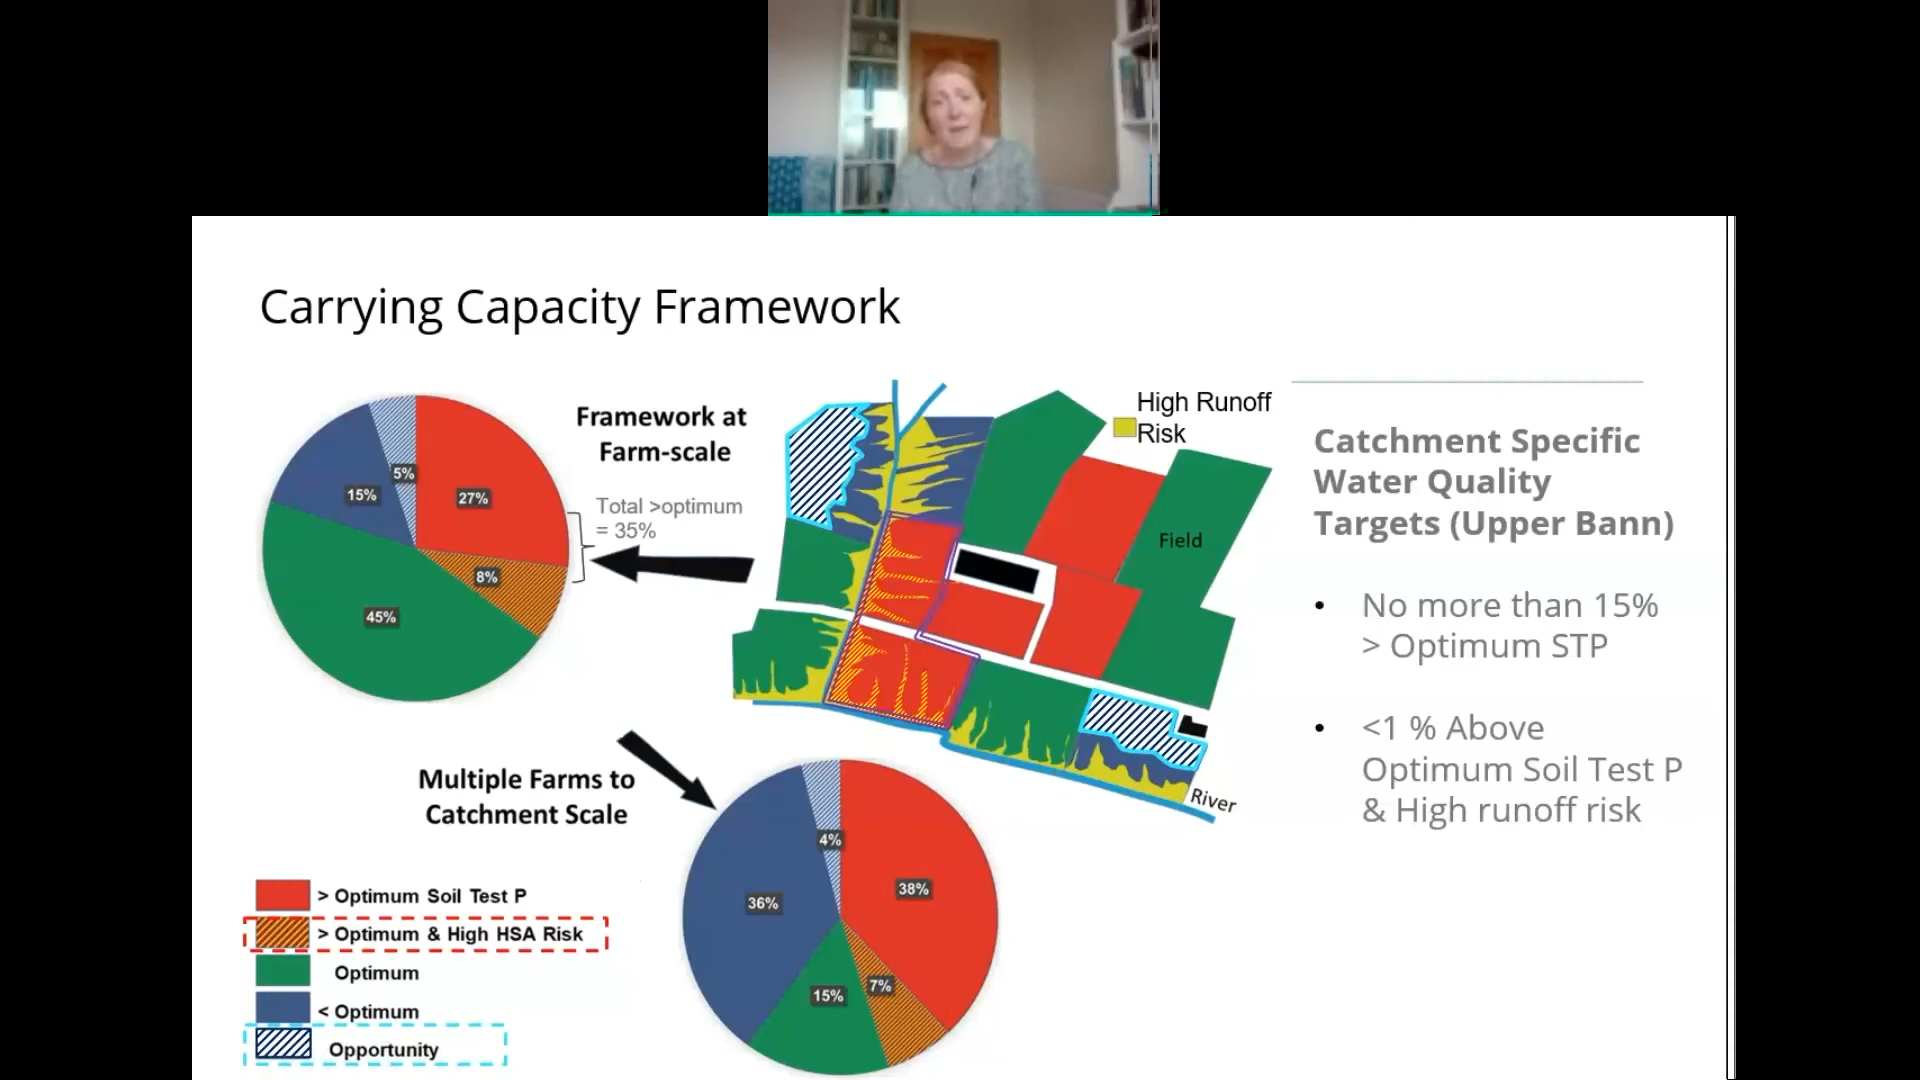 Carrying Capacity Framework
Framework at
Farm-scale
Total >optimum
= 35%
5%
15%
27%
8%
45%
High Runoff
Risk
Field
River
Catchment Specific
Water Quality
Targets (Upper Bann)
• No more than 15%
> Optimum STP
• <1 % Above
Optimum Soil Test P
& High runoff risk
Multiple Farms to
Catchment Scale
4%
38%
36%
7%
15%
> Optimum Soil Test P
> Optimum & High HSA Risk
Optimum
< Optimum
Opportunity